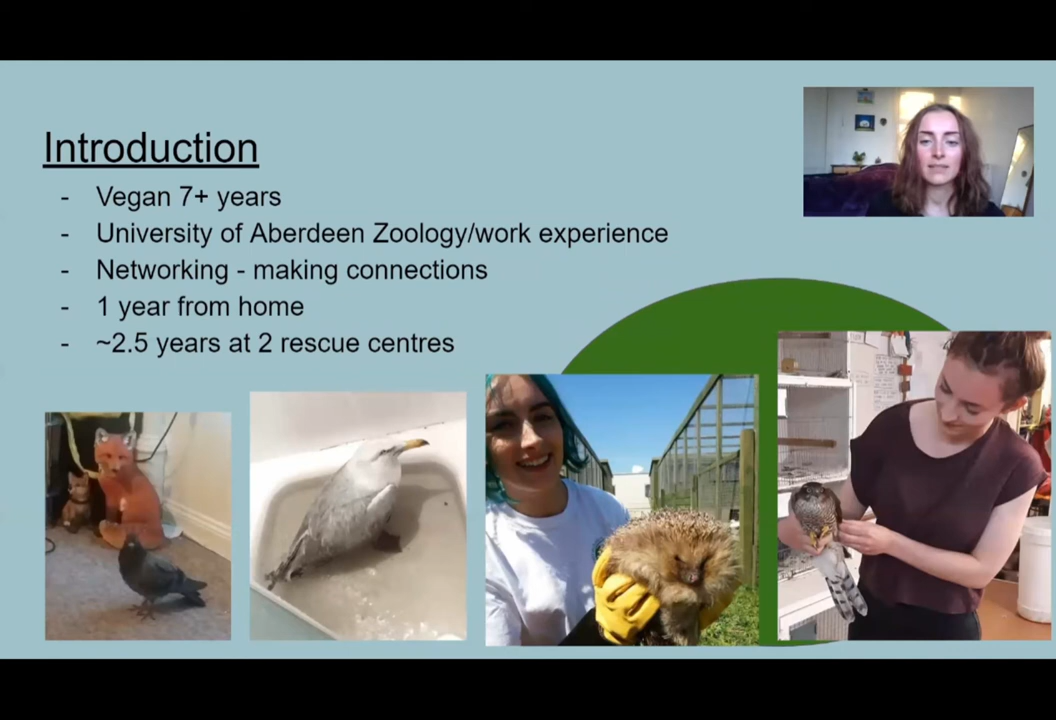 Introduction
- Vegan 7+ years
- University of Aberdeen Zoology/work experience
- Networking - making connections
- 1 year from home
- ~2.5 years at 2 rescue centres